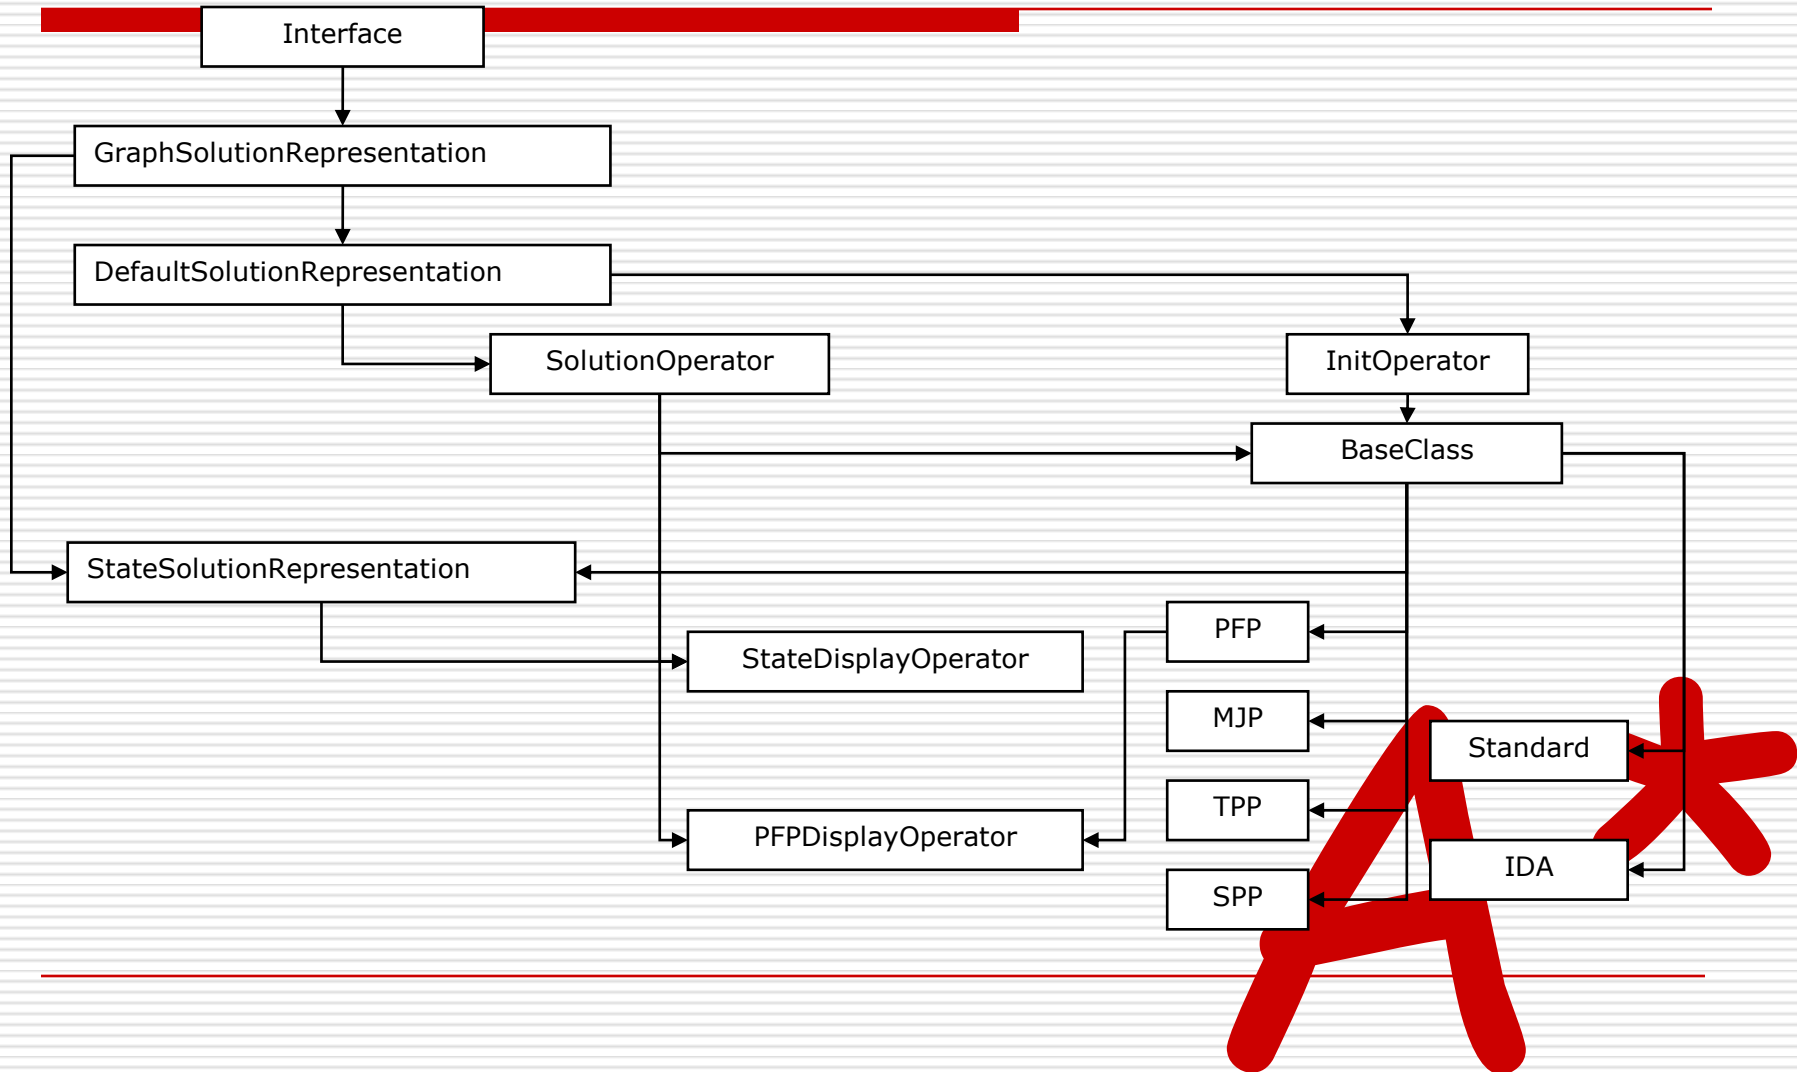 Interface
GraphSolutionRepresentation
DefaultSolutionRepresentation
SolutionOperator
InitOperator
BaseClass
StateSolutionRepresentation
PFP
StateDisplayOperator
MJP
Standard
TPP
PFPDisplayOperator
IDA
SPP
A*